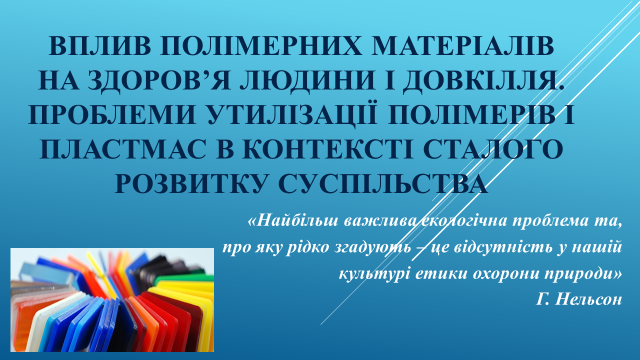 ВПЛИВ ПОЛІМЕРНИХ МАТЕРІАЛІВ
НА ЗДОРОВ’Я ЛЮДИНИ І ДОВКІЛЛЯ.
ПРОБЛЕМИ УТИЛІЗАЦІЇ ПОЛІМЕРІВ І
ПЛАСТМАС В КОНТЕКСТІ СТАЛОГО
РОЗВИТКУ СУСПІЛЬСТВА
«Найбільш важлива екологічна проблема та,
про яку рідко згадують – це відсутність у нашій
культурі етики охорони природи»
Г. Нельсон